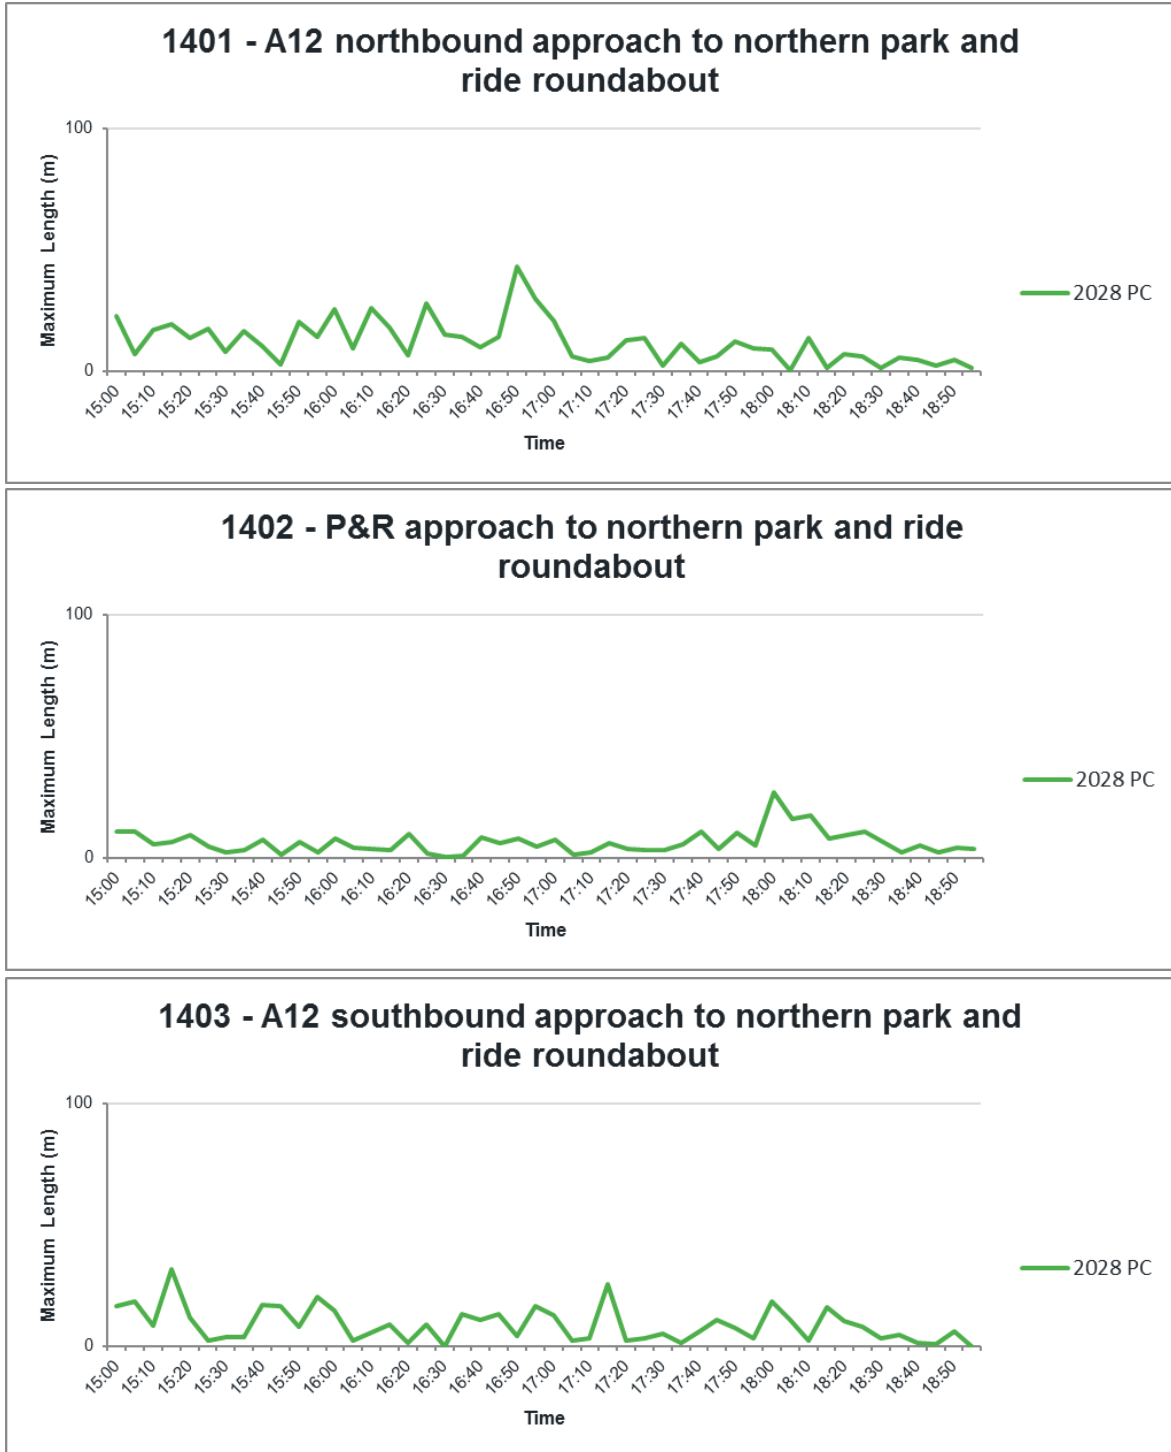 1401 - A12 northbound approach to northern park and
ride roundabout
Maximum Length (m)
100
0
15:00 15:10 15:20 15:30 15:40 15:50 16:00 16:10 16:20 16:30 16:40 16:50 17:00 17:10 17:20 17:30 17:40 17:50 18:00 18:10 18:20 18:30 18:40 18:50
Time
2028 PC
1402 - P&R approach to northern park and ride
roundabout
Maximum Length (m)
100
0
15:00 15:10 15:20 15:30 15:40 15:50 16:00 16:10 16:20 16:30 16:40 16:50 17:00 17:10 17:20 17:30 17:40 17:50 18:00 18:10 18:20 18:30 18:40 18:50
Time
2028 PC
1403 - A12 southbound approach to northern park and
ride roundabout
Maximum Length (m)
100
0
15:00 15:10 15:20 15:30 15:40 15:50 16:00 16:10 16:20 16:30 16:40 16:50 17:00 17:10 17:20 17:30 17:40 17:50 18:00 18:10 18:20 18:30 18:40 18:50
Time
2028 PC